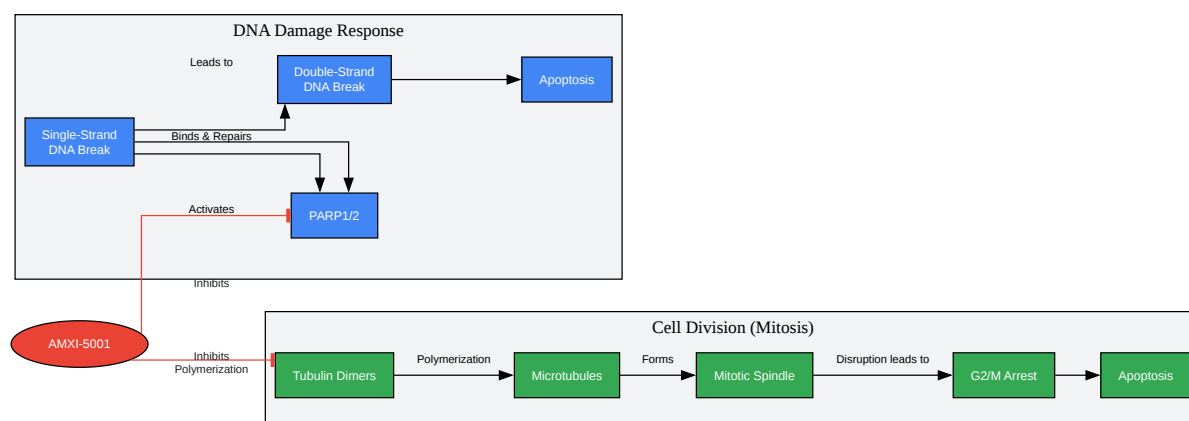 DNA Damage Response
Leads to
Double-Strand
DNA Break
Apoptosis
Single-Strand
DNA Break
Binds & Repairs
Activates
PARP1/2
Inhibits
AMXI-5001
Cell Division (Mitosis)
Inhibits
Polymerization
Tubulin Dimers
Polymerization
Microtubules
Forms
Mitotic Spindle
Disruption leads to
G2/M Arrest
Apoptosis